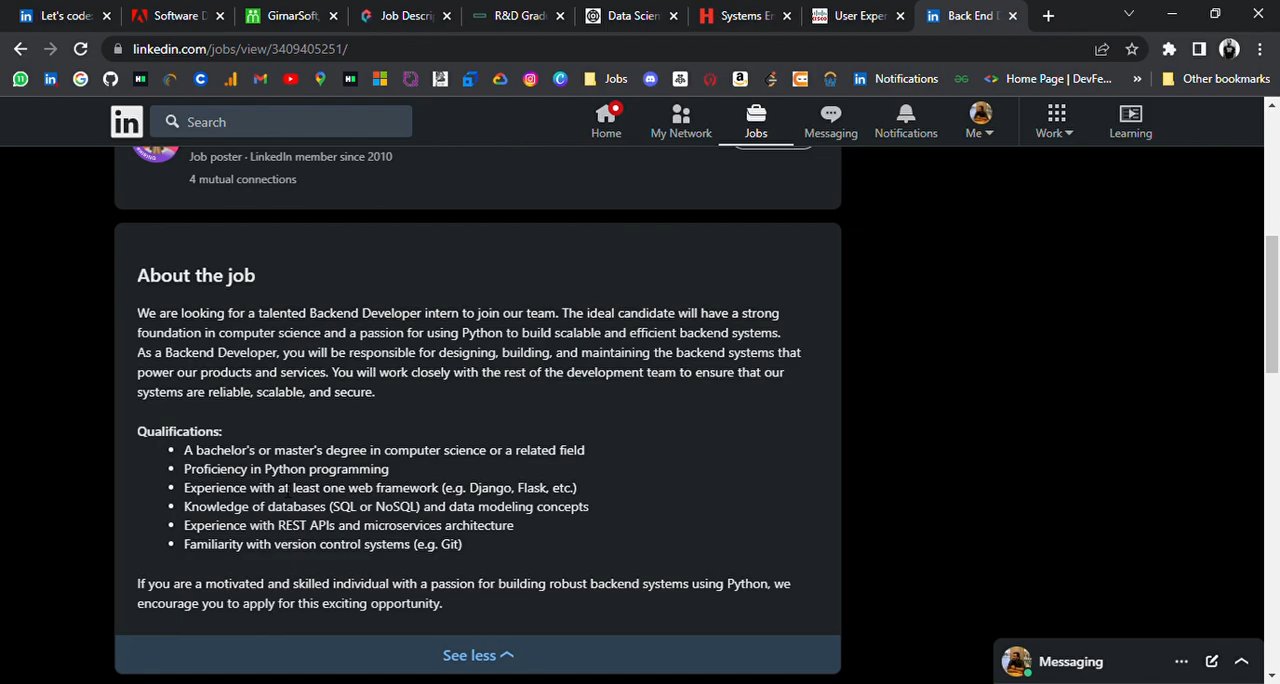 Let's code:
Software D
GirnarSoft,
Job Descri
R&D Grad
Data Scien
Systems En
User Exper
Back End D
linkedin.com/jobs/view/3409405251/
Jobs
Notifications
Home Page | DevFe...
Other bookmarks
in
Search
Home
My Network
Jobs
Messaging
Notifications
Me
Work
Learning
Job poster · LinkedIn member since 2010
4 mutual connections
About the job
We are looking for a talented Backend Developer intern to join our team. The ideal candidate will have a strong
foundation in computer science and a passion for using Python to build scalable and efficient backend systems.
As a Backend Developer, you will be responsible for designing, building, and maintaining the backend systems that
power our products and services. You will work closely with the rest of the development team to ensure that our
systems are reliable, scalable, and secure.
Qualifications:
• A bachelor's or master's degree in computer science or a related field
• Proficiency in Python programming
• Experience with at least one web framework (e.g. Django, Flask, etc.)
• Knowledge of databases (SQL or NoSQL) and data modeling concepts
• Experience with REST APIs and microservices architecture
• Familiarity with version control systems (e.g. Git)
If you are a motivated and skilled individual with a passion for building robust backend systems using Python, we
encourage you to apply for this exciting opportunity.
See less
Messaging